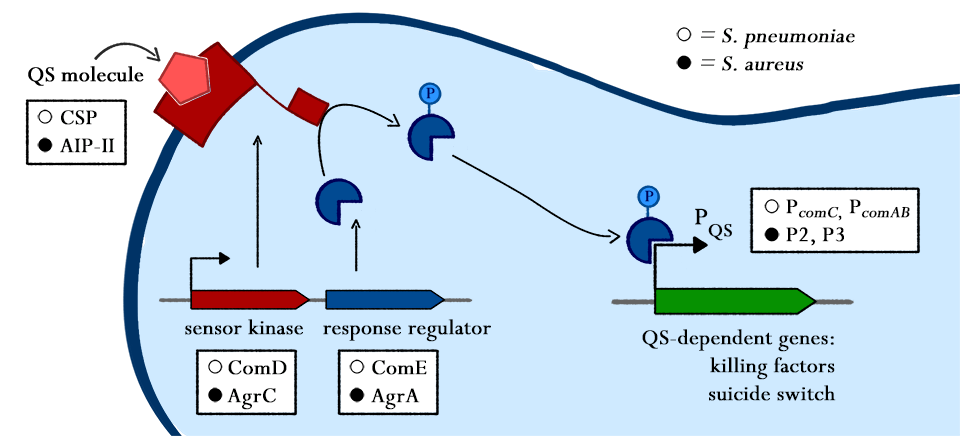 ○ = S. pneumoniae
● = S. aureus
QS molecule
○ CSP
● AIP-II
P
P
PQS
○ PcomC, PcomAB
● P2, P3
sensor kinase
response regulator
○ ComD
● AgrC
○ ComE
● AgrA
QS-dependent genes:
killing factors
suicide switch